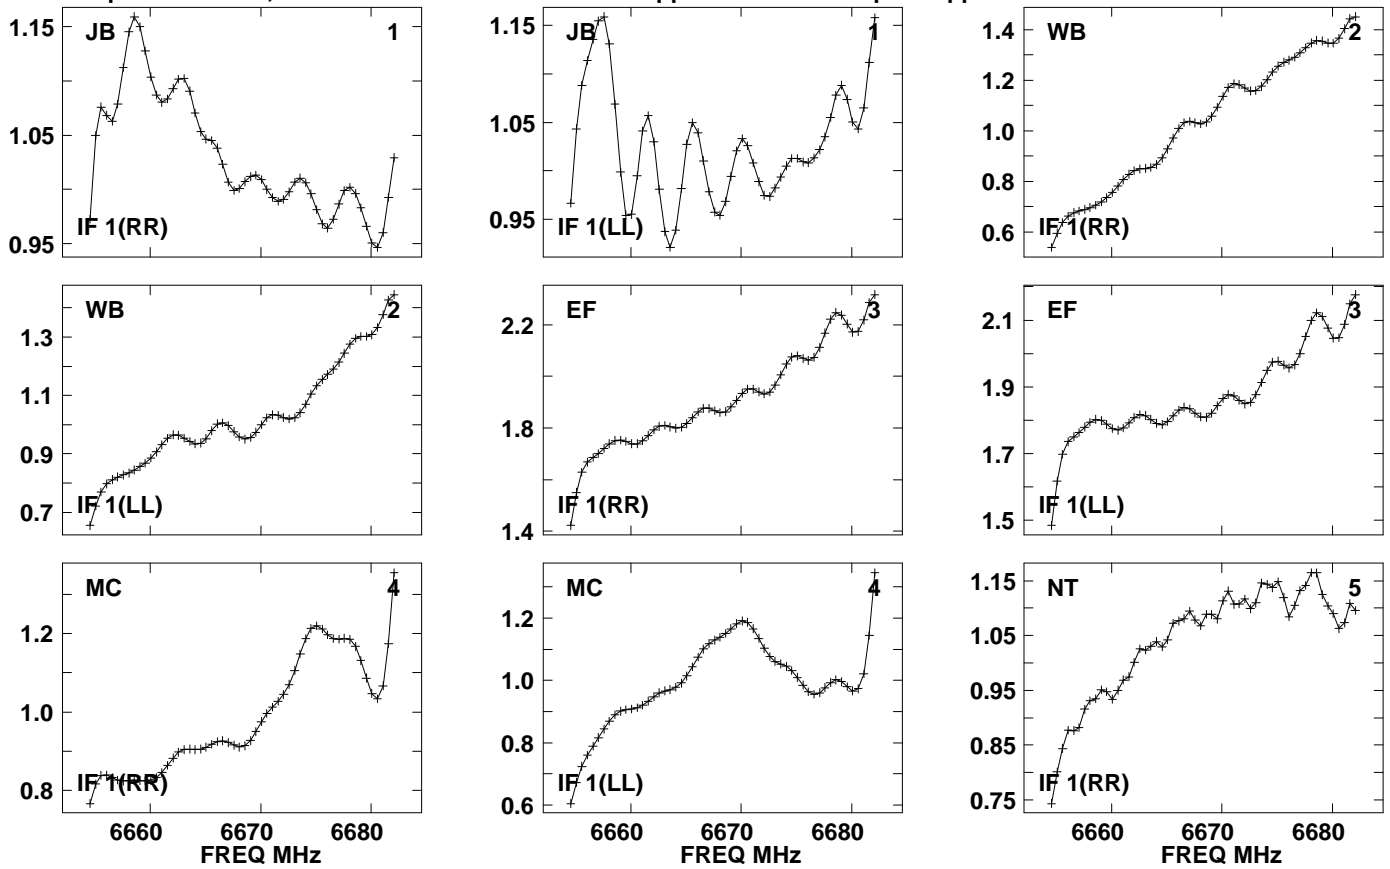 JB 1
1.15
1.05
0.95
IF 1(RR)
JB 1
1.15
1.05
0.95
IF 1(LL)
WB 2
1.4
1.2
1.0
0.8
0.6
IF 1(RR)
WB 2
1.3
1.1
0.9
0.7
IF 1(LL)
EF 3
2.2
1.8
1.4
IF 1(RR)
EF 3
2.1
1.9
1.7
1.5
IF 1(LL)
MC 4
1.2
1.0
0.8
IF 1(RR)
6660 6670 6680
FREQ MHz
MC 4
1.2
1.0
0.8
0.6
IF 1(LL)
6660 6670 6680
FREQ MHz
NT 5
1.15
1.05
0.95
0.85
0.75
IF 1(RR)
6660 6670 6680
FREQ MHz